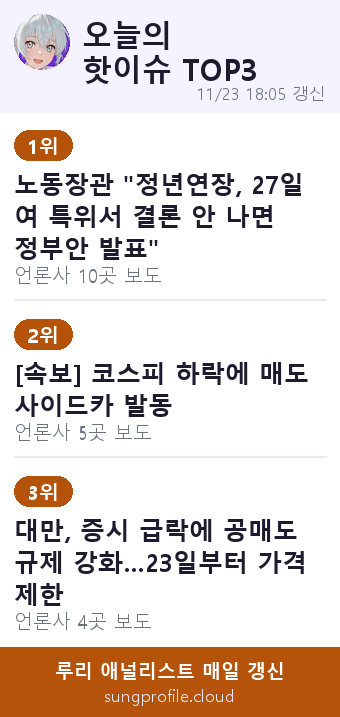 오늘의
핫이슈 TOP3
11/23 18:05 갱신
1위
노동장관 "정년연장, 27일
여 특위서 결론 안 나면
정부안 발표"
언론사 10곳 보도
2위
[속보] 코스피 하락에 매도
사이드카 발동
언론사 5곳 보도
3위
대만, 증시 급락에 공매도
규제 강화…23일부터 가격
제한
언론사 4곳 보도
루리 애널리스트 매일 갱신
sungprofile.cloud